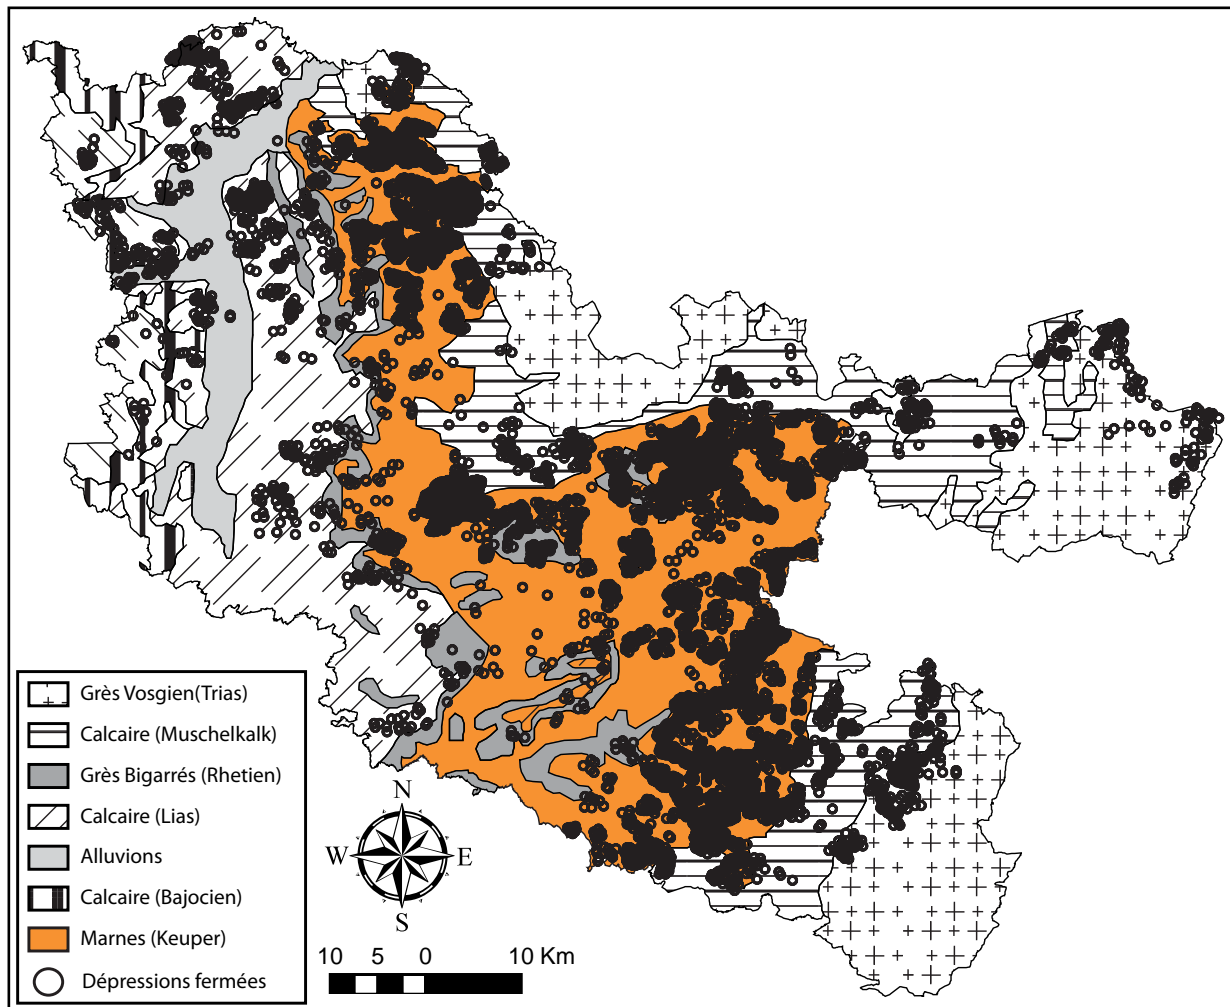 Grès Vosgien(Trias)
Calcaire (Muschelkalk)
Grès Bigarrés (Rhetien)
Calcaire (Lias)
Alluvions
Calcaire (Bajocien)
Marnes (Keuper)
Dépressions fermées
N
W E
S
10 5 0 10 Km